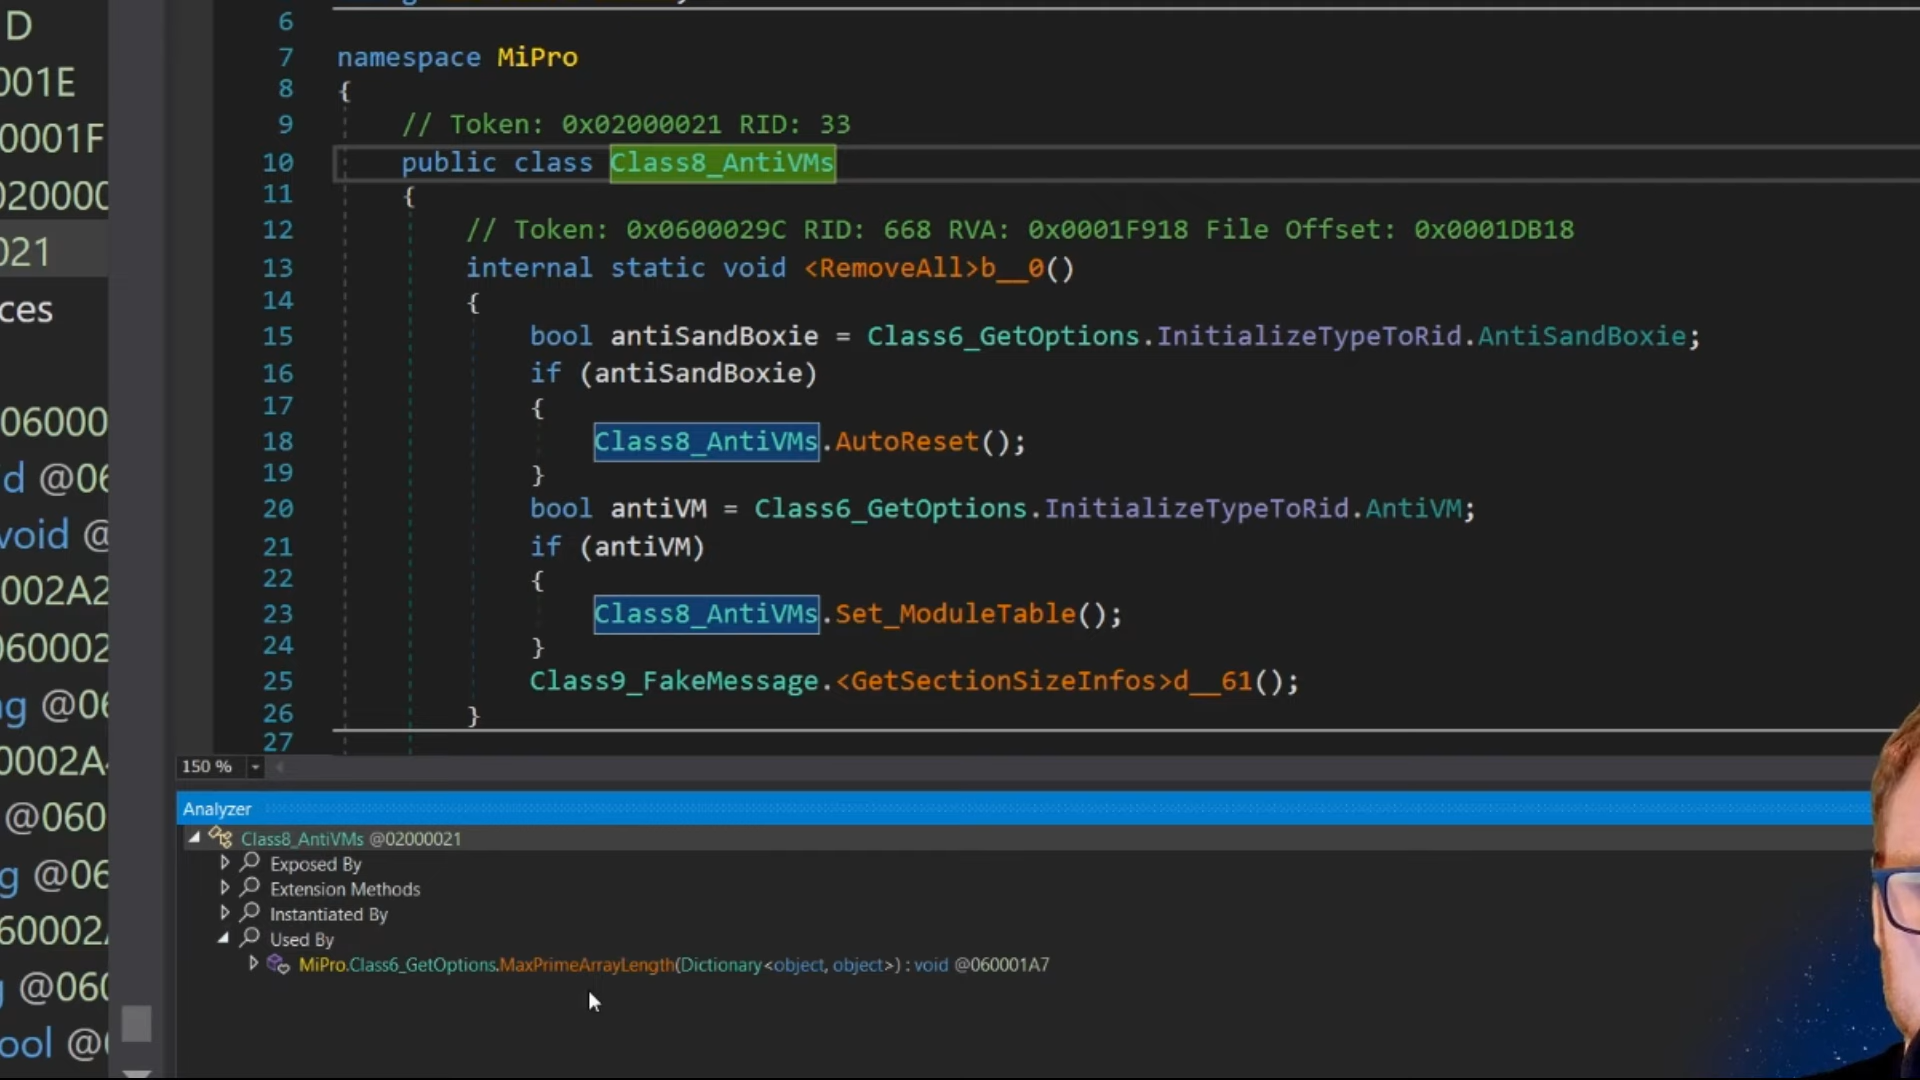 D
001E
0001F
020000
021
ces
06000
d @06
void @
002A2
060002
ng @06
0002A
@060
g @06
60002
@060
ool @
6
7 namespace MiPro
8 {
9 // Token: 0x02000021 RID: 33
10 public class Class8_AntiVMs
11 {
12 // Token: 0x0600029C RID: 668 RVA: 0x0001F918 File Offset: 0x0001DB18
13 internal static void <RemoveAll>b__0()
14 {
15 bool antiSandBoxie = Class6_GetOptions.InitializeTypeToRid.AntiSandBoxie;
16 if (antiSandBoxie)
17 {
18 Class8_AntiVMs.AutoReset();
19 }
20 bool antiVM = Class6_GetOptions.InitializeTypeToRid.AntiVM;
21 if (antiVM)
22 {
23 Class8_AntiVMs.Set_ModuleTable();
24 }
25 Class9_FakeMessage.<GetSectionSizeInfos>d__61();
26 }
27
150 %
Analyzer
Class8_AntiVMs @02000021
Exposed By
Extension Methods
Instantiated By
Used By
MiPro.Class6_GetOptions.MaxPrimeArrayLength(Dictionary<object, object>) : void @060001A7